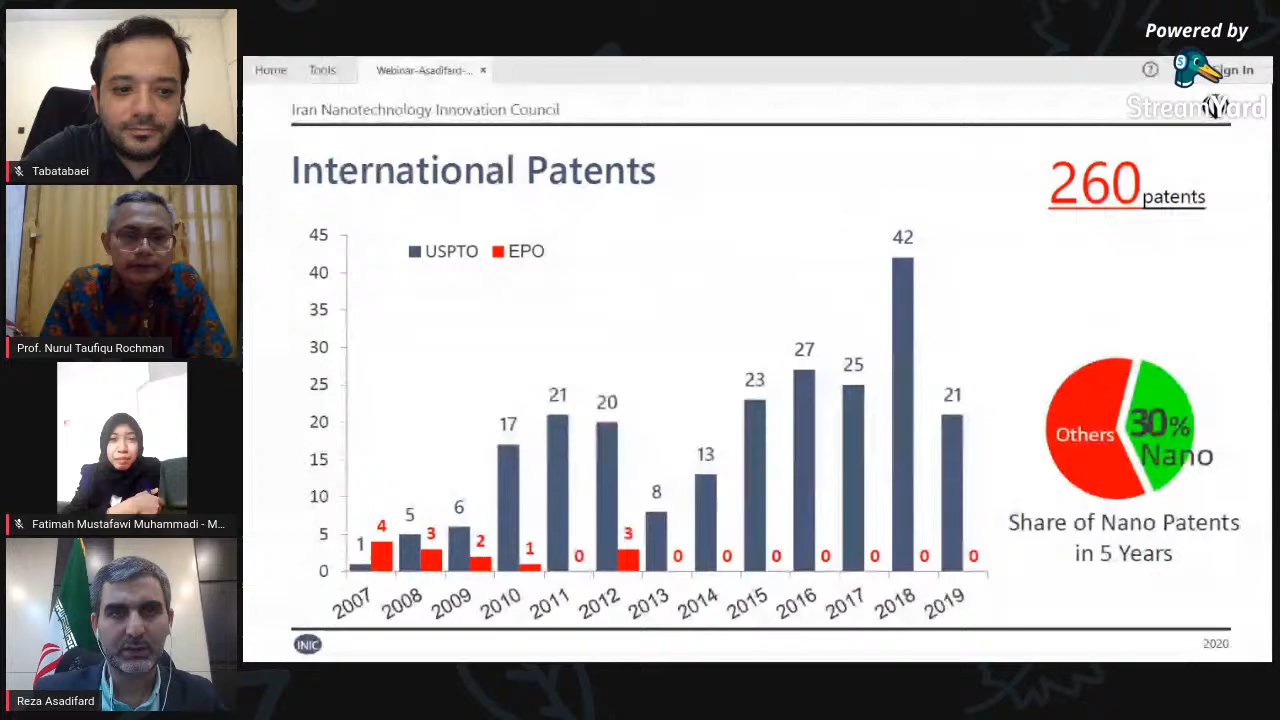 Powered by
StreamYard
Home Tools Webinar-Asadifard-... × ? Sign In
Iran Nanotechnology Innovation Council
International Patents
260 patents
USPTO EPO
45
40
35
30
25
20
15
10
5
0
1 5 6 17 21 20 8 13 23 27 25 42 21
4 3 2 1 0 3 0 0 0 0 0 0 0
2007 2008 2009 2010 2011 2012 2013 2014 2015 2016 2017 2018 2019
Others
30%
Nano
Share of Nano Patents
in 5 Years
INIC
2020
Tabatabaei
Prof. Nurul Taufiqu Rochman
Fatimah Mustafawi Muhammadi - M...
Reza Asadifard